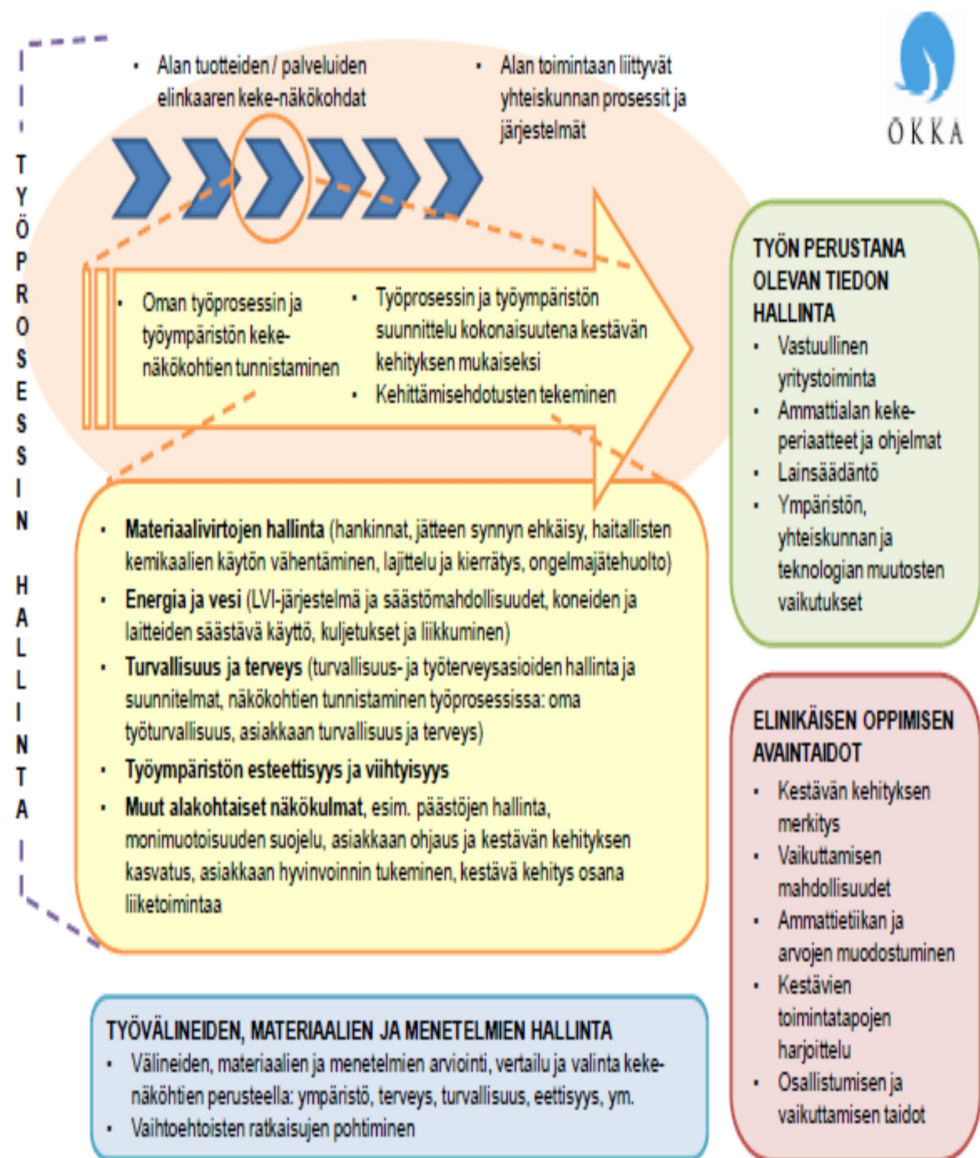 • Alan tuotteiden / palveluiden
elinkaaren keke-näkökohdat
• Alan toimintaan liittyvät
yhteiskunnan prosessit ja
järjestelmät
ÖKKA
TYÖPROSESSIN HALLINTA
• Oman työprosessin ja
työympäristön keke-
näkökohtien tunnistaminen
• Työprosessin ja työympäristön
suunnittelu kokonaisuutena kestävän
kehityksen mukaiseksi
• Kehittämisehdotusten tekeminen
• Materiaalivirtojen hallinta (hankinnat, jätteen synnyn ehkäisy, haitallisten
kemikaalien käytön vähentäminen, lajittelu ja kierrätys, ongelmajätehuolto)
• Energia ja vesi (LVI-järjestelmä ja säästömahdollisuudet, koneiden ja
laitteiden säästävä käyttö, kuljetukset ja liikkuminen)
• Turvallisuus ja terveys (turvallisuus- ja työterveysasioiden hallinta ja
suunnitelmat, näkökohtien tunnistaminen työprosessissa: oma
työturvallisuus, asiakkaan turvallisuus ja terveys)
• Työympäristön esteettisyys ja viihtyisyys
• Muut alakohtaiset näkökulmat, esim. päästöjen hallinta,
monimuotoisuuden suojelu, asiakkaan ohjaus ja kestävän kehityksen
kasvatus, asiakkaan hyvinvoinnin tukeminen, kestävä kehitys osana
liiketoimintaa
TYÖN PERUSTANA
OLEVAN TIEDON
HALLINTA
• Vastuullinen
yritystoiminta
• Ammattialan keke-
periaatteet ja ohjelmat
• Lainsäädäntö
• Ympäristön,
yhteiskunnan ja
teknologian muutosten
vaikutukset
ELINIKÄISEN OPPIMISEN
AVAINTAIDOT
• Kestävän kehityksen
merkitys
• Vaikuttamisen
mahdollisuudet
• Ammattietiikan ja
arvojen muodostuminen
• Kestävien
toimintatapojen
harjoittelu
• Osallistumisen ja
vaikuttamisen taidot
TYÖVÄLINEIDEN, MATERIAALIEN JA MENETELMIEN HALLINTA
• Välineiden, materiaalien ja menetelmien arviointi, vertailu ja valinta keke-
näköhtien perusteella: ympäristö, terveys, turvallisuus, eettisyys, ym.
• Vaihtoehtoisten ratkaisujen pohtiminen